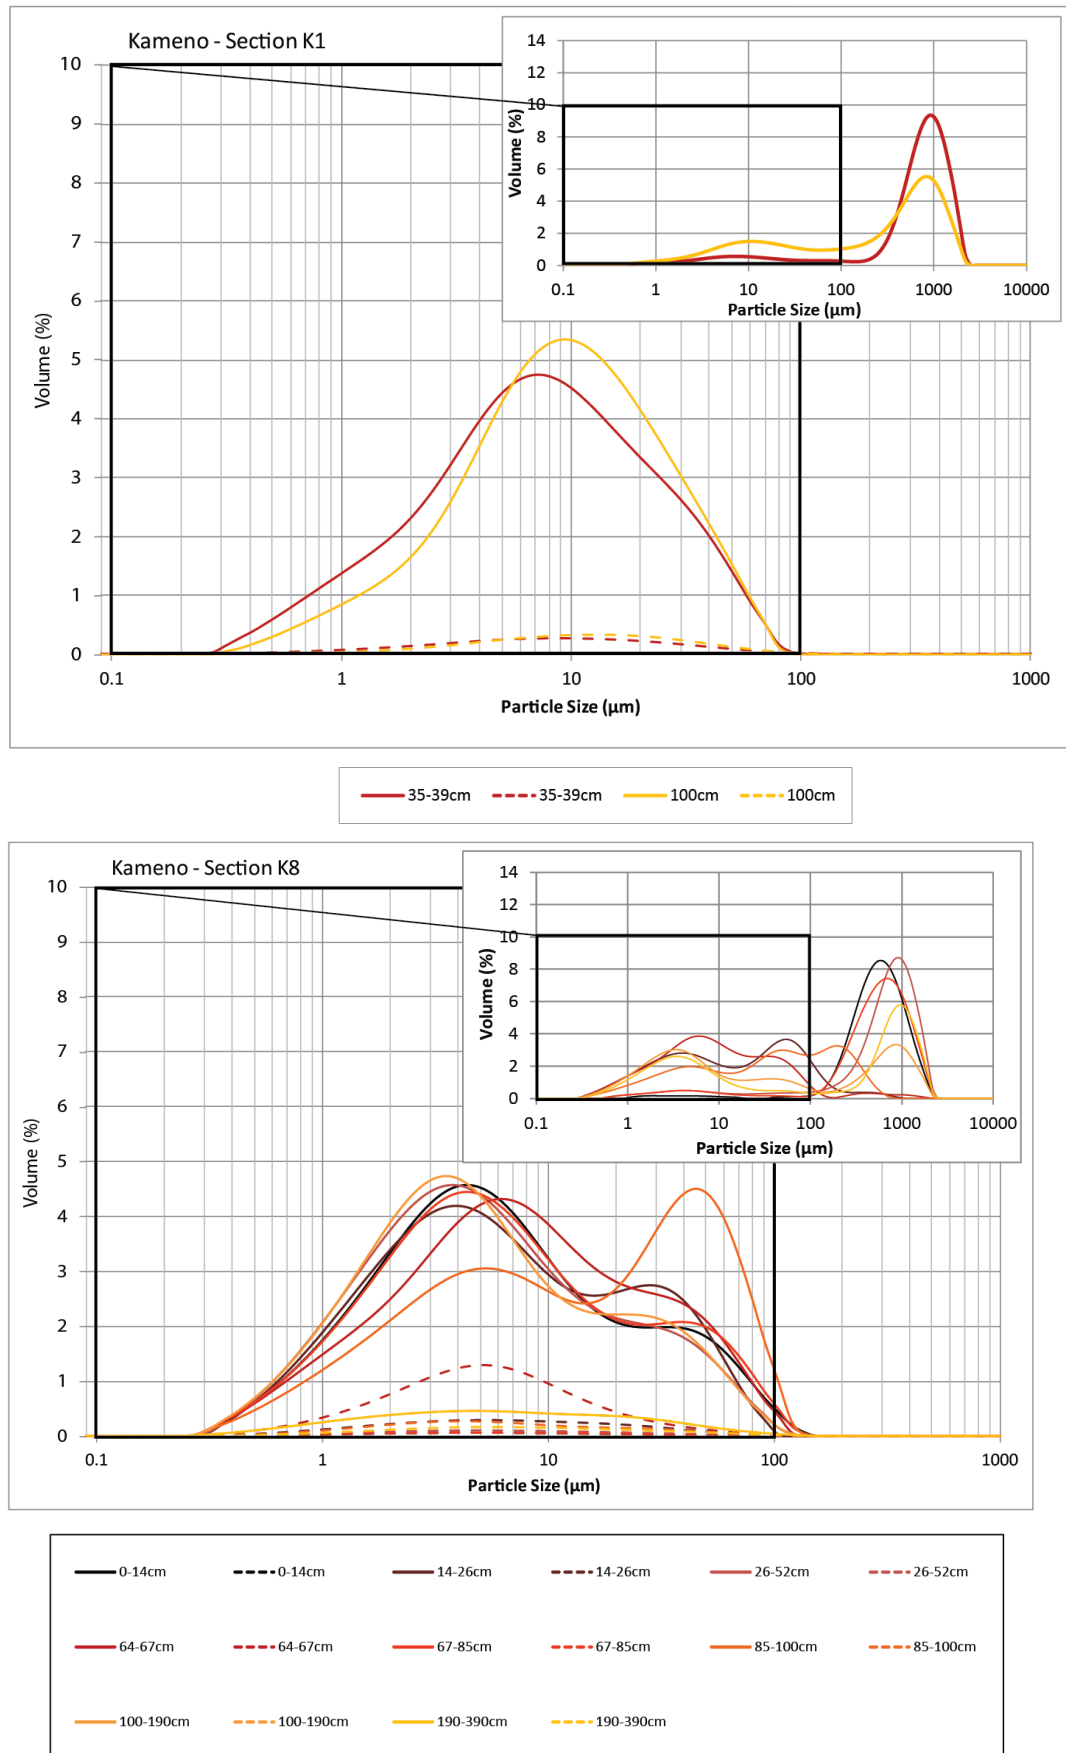 Kameno - Section K1
Volume (%)
10
9
8
7
6
5
4
3
2
1
0
0.1 1 10 100 1000
Particle Size (µm)
Volume (%)
14
12
10
8
6
4
2
0
0.1 1 10 100 1000 10000
Particle Size (µm)
35-39cm 35-39cm 100cm 100cm
Kameno - Section K8
Volume (%)
10
9
8
7
6
5
4
3
2
1
0
0.1 1 10 100 1000
Particle Size (µm)
Volume (%)
14
12
10
8
6
4
2
0
0.1 1 10 100 1000 10000
Particle Size (µm)
0-14cm 0-14cm 14-26cm 14-26cm 26-52cm 26-52cm
64-67cm 64-67cm 67-85cm 67-85cm 85-100cm 85-100cm
100-190cm 100-190cm 190-390cm 190-390cm